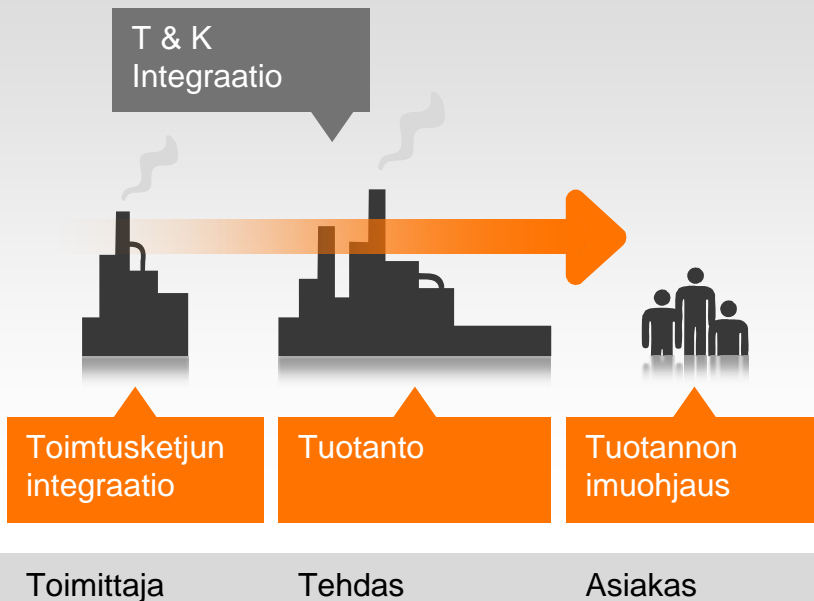 T & K
Integraatio
Toimtusketjun
integraatio
Tuotanto
Tuotannon
imuohjaus
Toimittaja
Tehdas
Asiakas